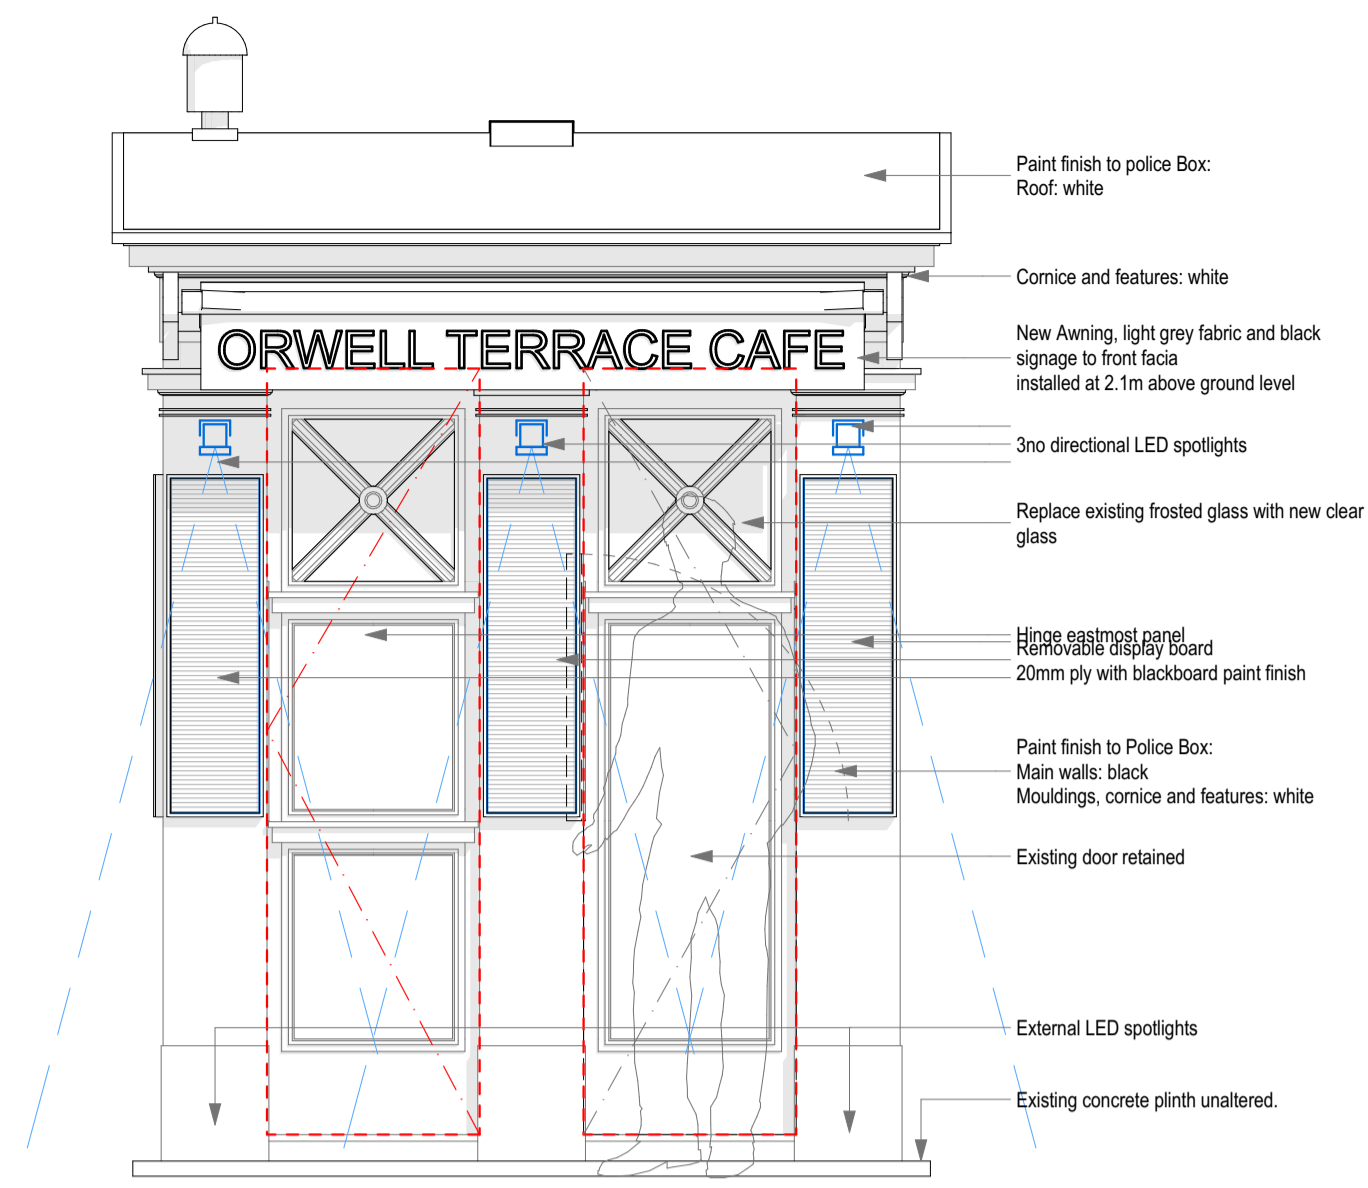 Paint finish to police Box:
Roof: white
Cornice and features: white
ORWELL TERRACE CAFE
New Awning, light grey fabric and black
signage to front facia
installed at 2.1m above ground level
3no directional LED spotlights
Replace existing frosted glass with new clear
glass
Hinge eastmost panel
Removable display board
20mm ply with blackboard paint finish
Paint finish to Police Box:
Main walls: black
Mouldings, cornice and features: white
Existing door retained
External LED spotlights
Existing concrete plinth unaltered.